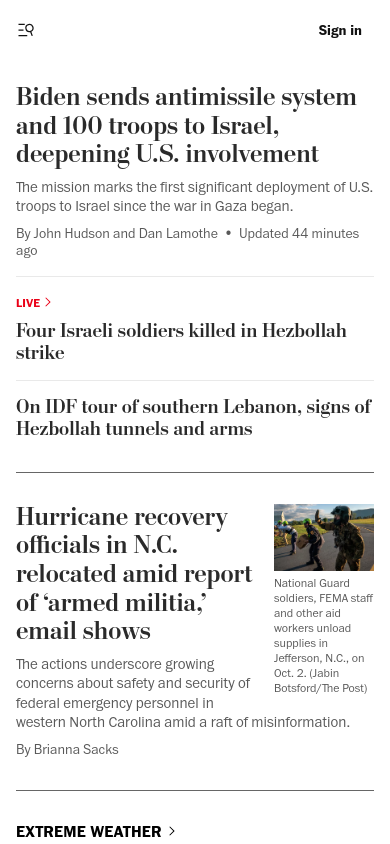 Sign in
Biden sends antimissile system
and 100 troops to Israel,
deepening U.S. involvement
The mission marks the first significant deployment of U.S.
troops to Israel since the war in Gaza began.
By John Hudson and Dan Lamothe • Updated 44 minutes
ago
LIVE
Four Israeli soldiers killed in Hezbollah
strike
On IDF tour of southern Lebanon, signs of
Hezbollah tunnels and arms
Hurricane recovery
officials in N.C.
relocated amid report
of ‘armed militia,’
email shows
National Guard
soldiers, FEMA staff
and other aid
workers unload
supplies in
Jefferson, N.C., on
Oct. 2. (Jabin
Botsford/The Post)
The actions underscore growing
concerns about safety and security of
federal emergency personnel in
western North Carolina amid a raft of misinformation.
By Brianna Sacks
EXTREME WEATHER